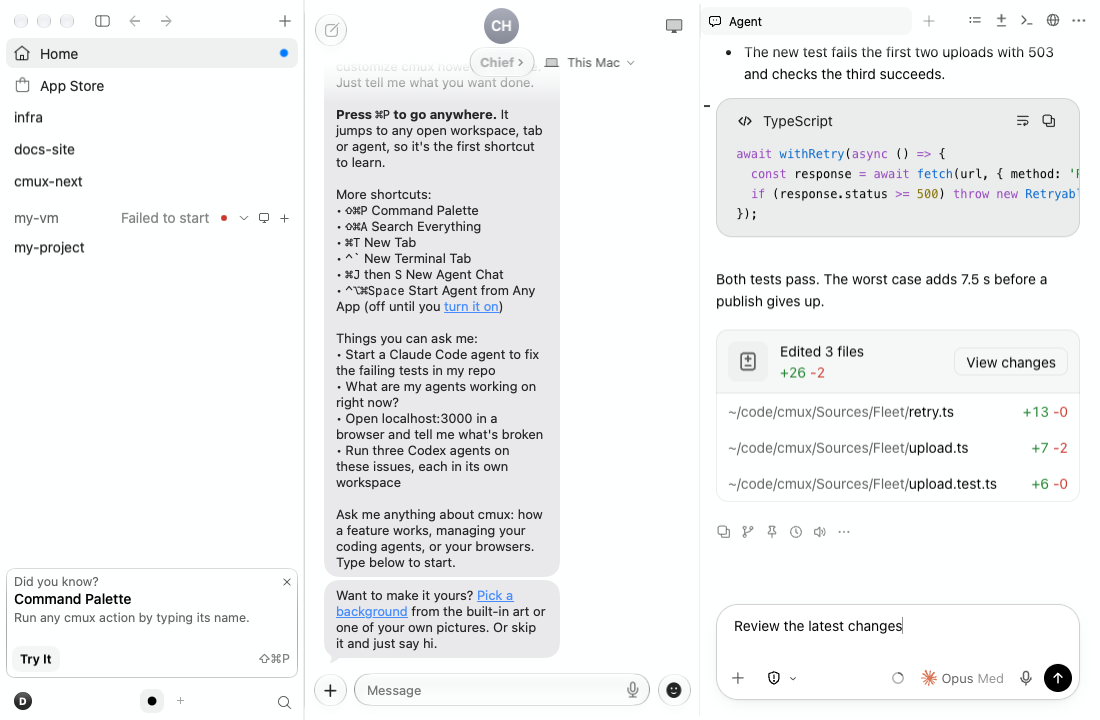 Home
App Store
infra
docs-site
cmux-next
my-vm Failed to start
my-project
Did you know?
Command Palette
Run any cmux action by typing its name.
Try It ⇧⌘P
D
CH
Chief › This Mac
Just tell me what you want done.
Press ⌘P to go anywhere. It
jumps to any open workspace, tab
or agent, so it's the first shortcut
to learn.
More shortcuts:
• ⇧⌘P Command Palette
• ⇧⌘A Search Everything
• ⌘T New Tab
• ^` New Terminal Tab
• ⌘J then S New Agent Chat
• ^⌥⌘Space Start Agent from Any
App (off until you turn it on)
Things you can ask me:
• Start a Claude Code agent to fix
the failing tests in my repo
• What are my agents working on
right now?
• Open localhost:3000 in a
browser and tell me what's broken
• Run three Codex agents on
these issues, each in its own
workspace
Ask me anything about cmux: how
a feature works, managing your
coding agents, or your browsers.
Type below to start.
Want to make it yours? Pick a
background from the built-in art or
one of your own pictures. Or skip
it and just say hi.
Message
Agent
• The new test fails the first two uploads with 503
and checks the third succeeds.
TypeScript
await withRetry(async () => {
const response = await fetch(url, { method: '
if (response.status >= 500) throw new Retryabl
});
Both tests pass. The worst case adds 7.5 s before a
publish gives up.
Edited 3 files
+26 -2
View changes
~/code/cmux/Sources/Fleet/retry.ts +13 -0
~/code/cmux/Sources/Fleet/upload.ts +7 -2
~/code/cmux/Sources/Fleet/upload.test.ts +6 -0
Review the latest changes
Opus Med